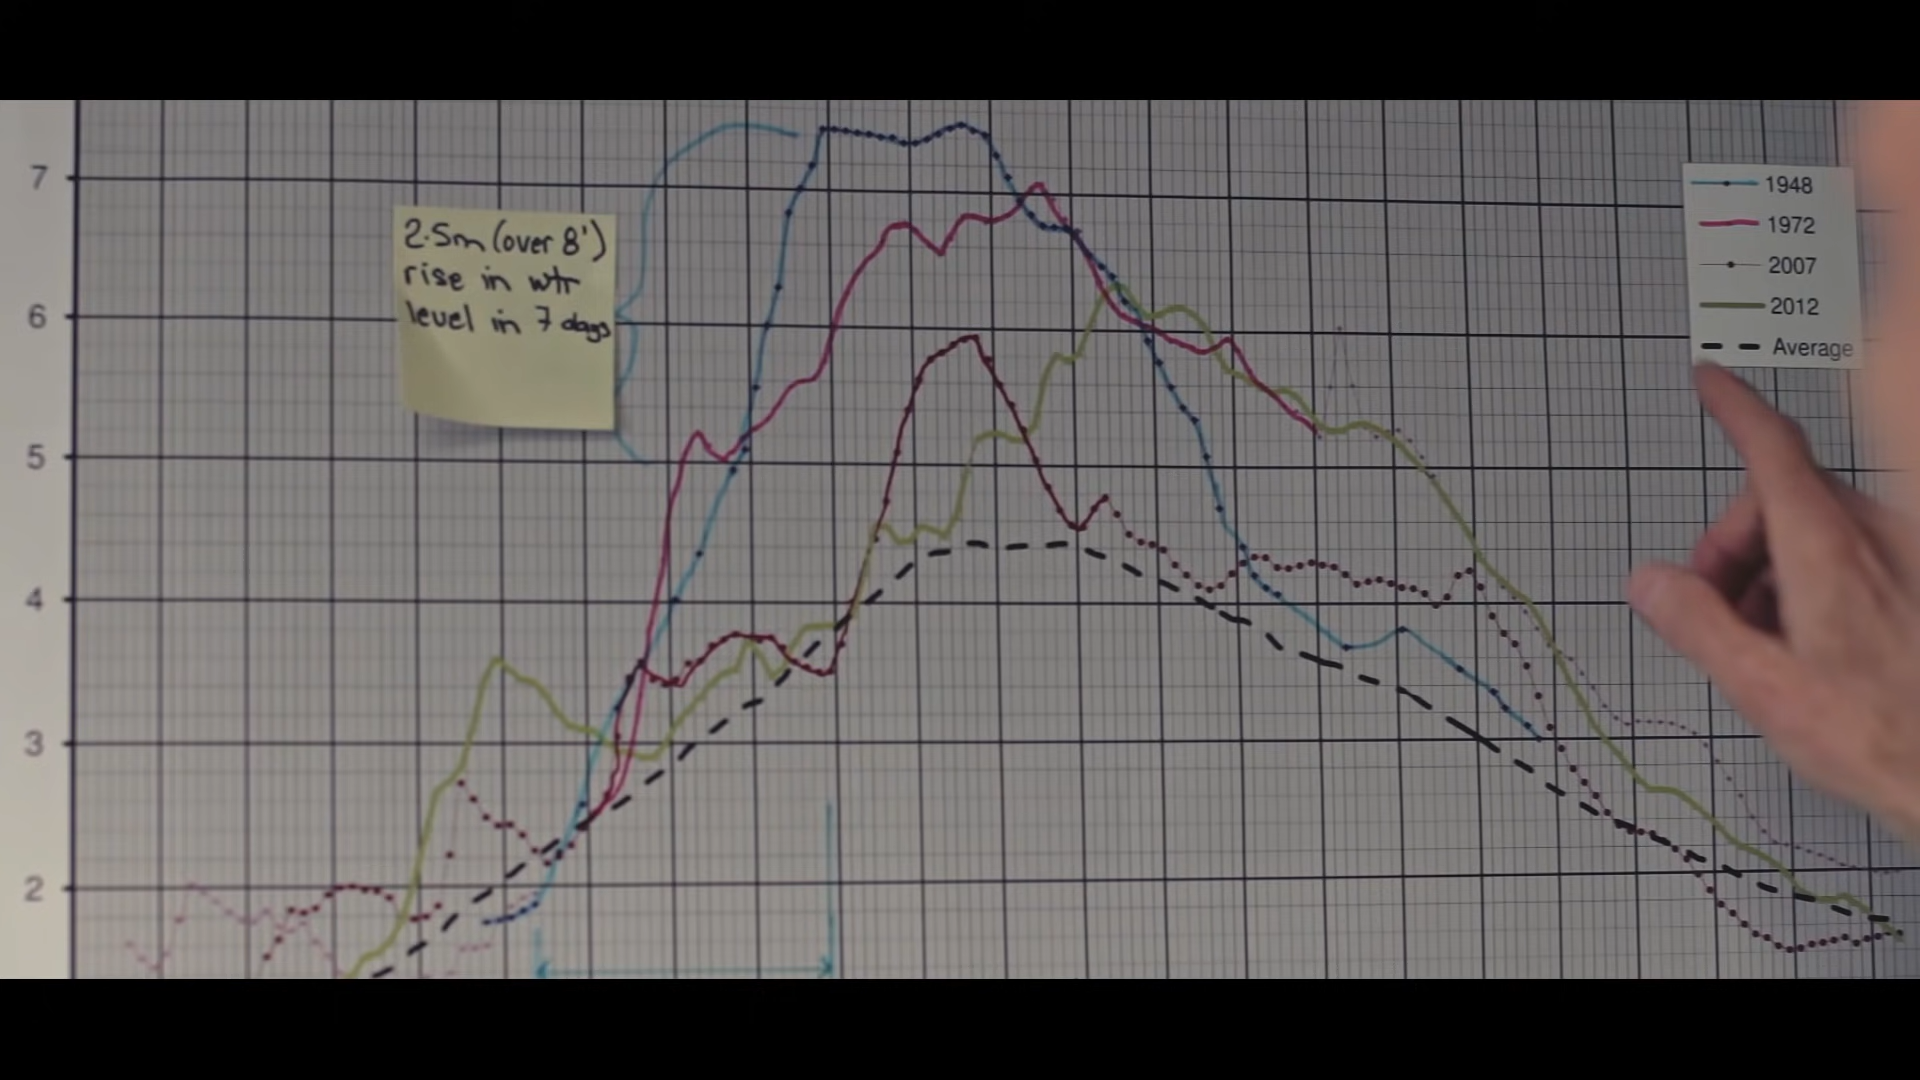 7
6
5
4
3
2
2.5m (over 8')
rise in wtr
level in 7 days
1948
1972
2007
2012
Average